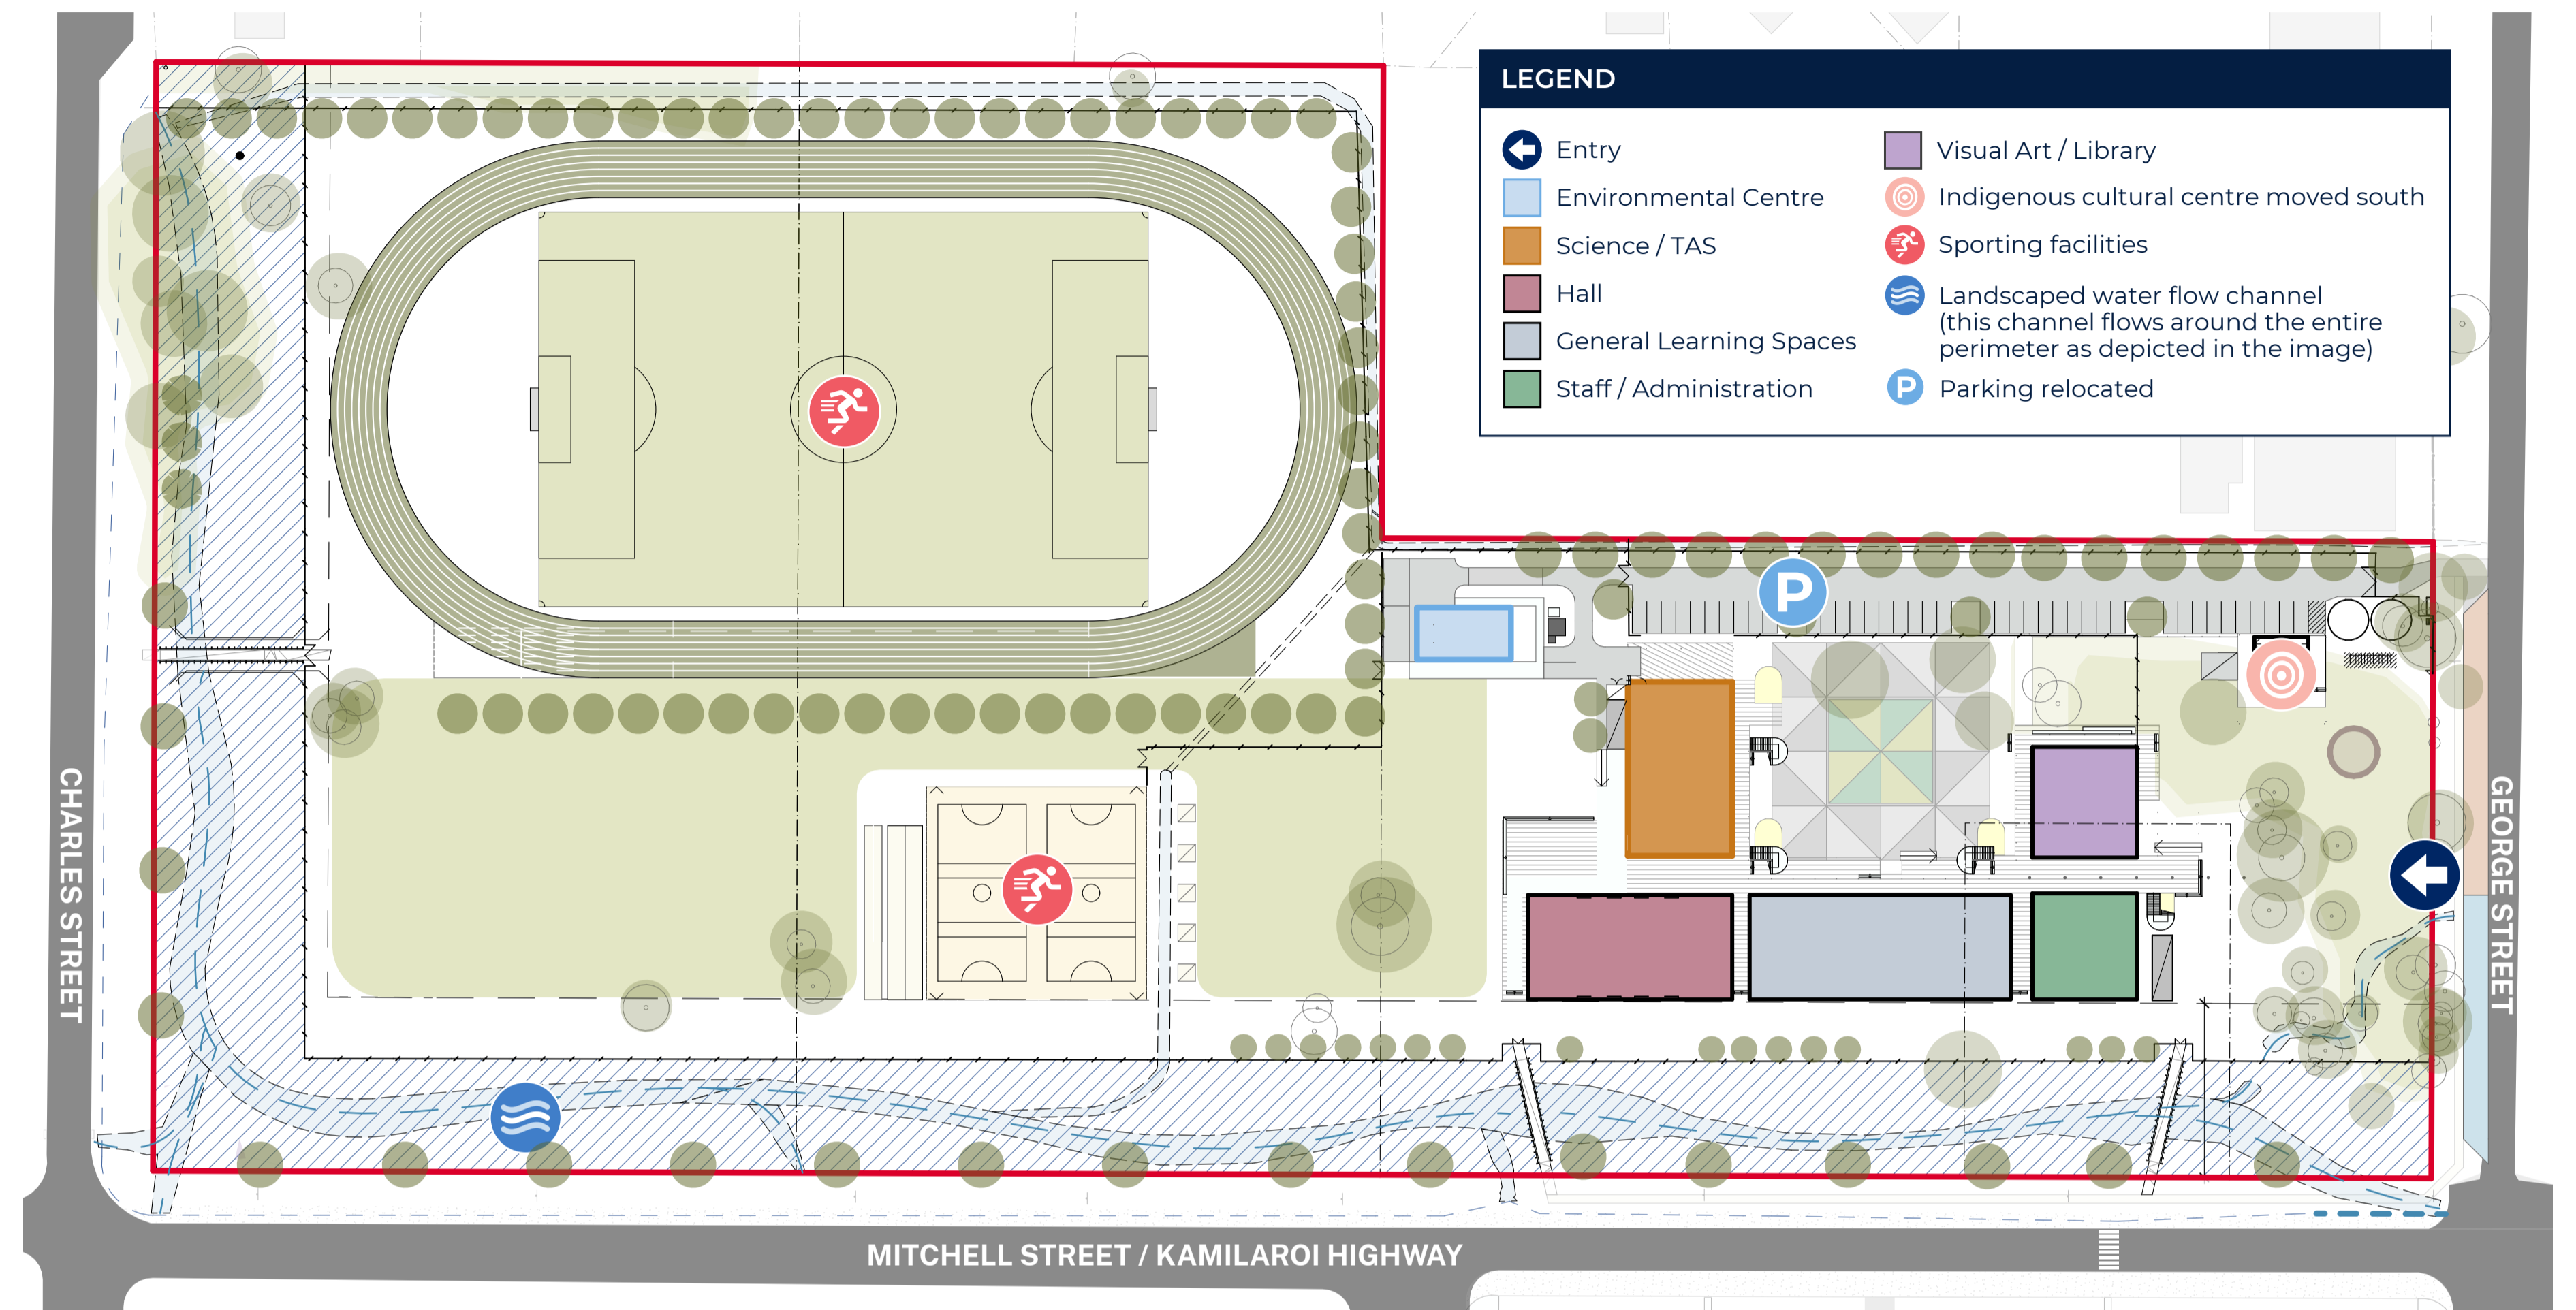 LEGEND
Entry
Environmental Centre
Science / TAS
Hall
General Learning Spaces
Staff / Administration
Visual Art / Library
Indigenous cultural centre moved south
Sporting facilities
Landscaped water flow channel
(this channel flows around the entire
perimeter as depicted in the image)
P Parking relocated
P
CHARLES STREET
GEORGE STREET
MITCHELL STREET / KAMILAROI HIGHWAY